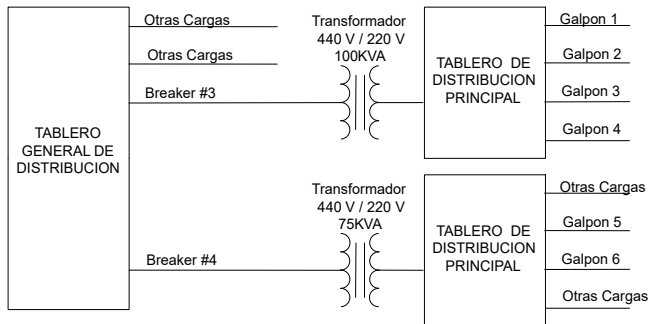 Otras Cargas
Otras Cargas
Breaker #3
Breaker #4
TABLERO
GENERAL DE
DISTRIBUCION
Transformador
440 V / 220 V
100KVA
TABLERO DE
DISTRIBUCION
PRINCIPAL
Galpon 1
Galpon 2
Galpon 3
Galpon 4
Transformador
440 V / 220 V
75KVA
TABLERO DE
DISTRIBUCION
PRINCIPAL
Otras Cargas
Galpon 5
Galpon 6
Otras Cargas